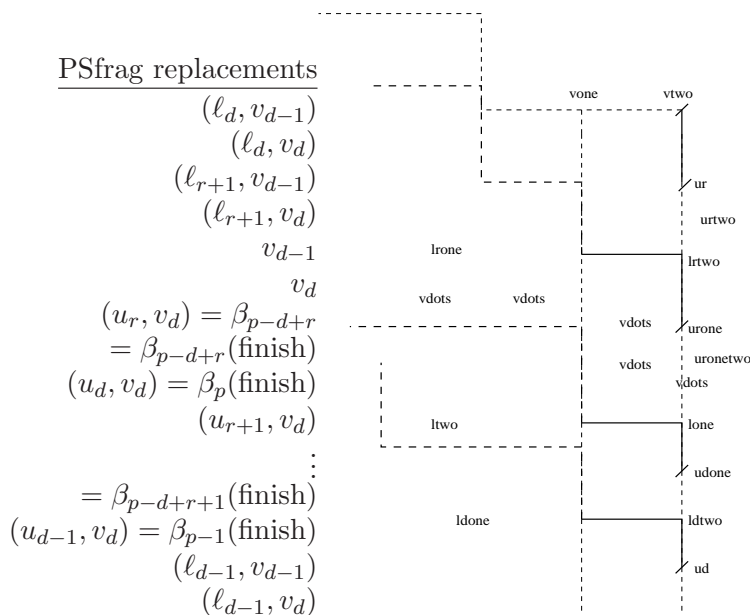 PSfrag replacements
(ℓ_d, v_{d−1})
(ℓ_d, v_d)
(ℓ_{r+1}, v_{d−1})
(ℓ_{r+1}, v_d)
v_{d−1}
v_d
(u_r, v_d) = β_{p−d+r}
= β_{p−d+r}(finish)
(u_d, v_d) = β_p(finish)
(u_{r+1}, v_d)
⋮
= β_{p−d+r+1}(finish)
(u_{d−1}, v_d) = β_{p−1}(finish)
(ℓ_{d−1}, v_{d−1})
(ℓ_{d−1}, v_d)
vone vtwo
ur
urtwo
lrone
lrtwo
vdots vdots
vdots
urone
uronetwo
vdots
vdots
ltwo
lone
udone
ldone
ldtwo
ud